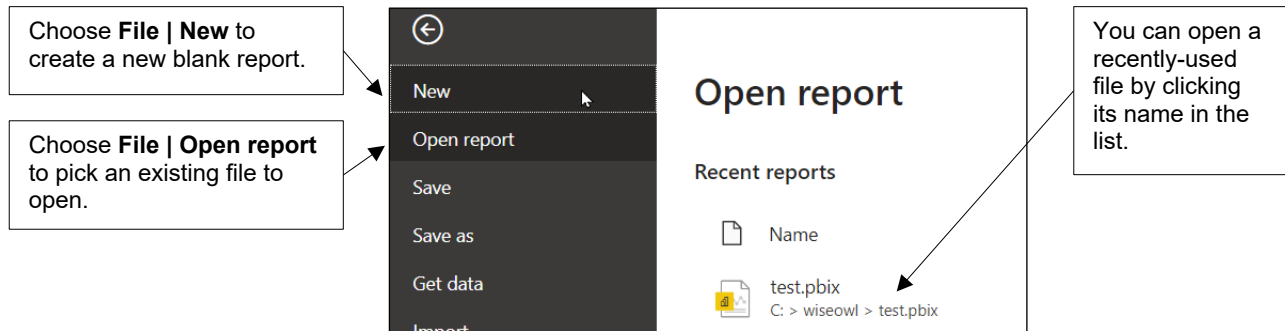 Choose File | New to
create a new blank report.
Choose File | Open report
to pick an existing file to
open.
New
Open report
Save
Save as
Get data
Import
Open report
Recent reports
Name
test.pbix
C: > wiseowl > test.pbix
You can open a
recently-used
file by clicking
its name in the
list.